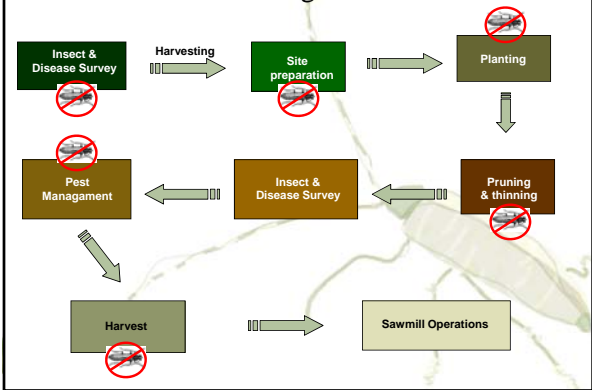 Insect &
Disease Survey
Harvesting
Site
preparation
Planting
Pest
Managament
Insect &
Disease Survey
Pruning
& thinning
Harvest
Sawmill Operations